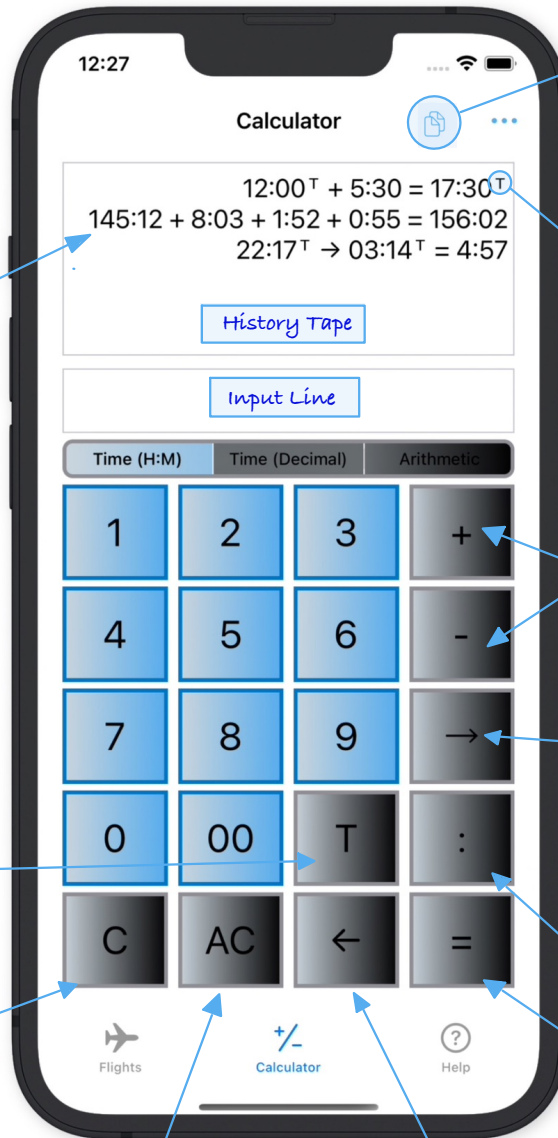 12:27
Calculator
12:00ᵀ + 5:30 = 17:30ᵀ
145:12 + 8:03 + 1:52 + 0:55 = 156:02
22:17ᵀ → 03:14ᵀ = 4:57
History Tape
Input Line
Time (H:M) Time (Decimal) Arithmetic
1 2 3 +
4 5 6 -
7 8 9 →
0 00 T :
C AC ← =
+/-
?
Flights Calculator Help